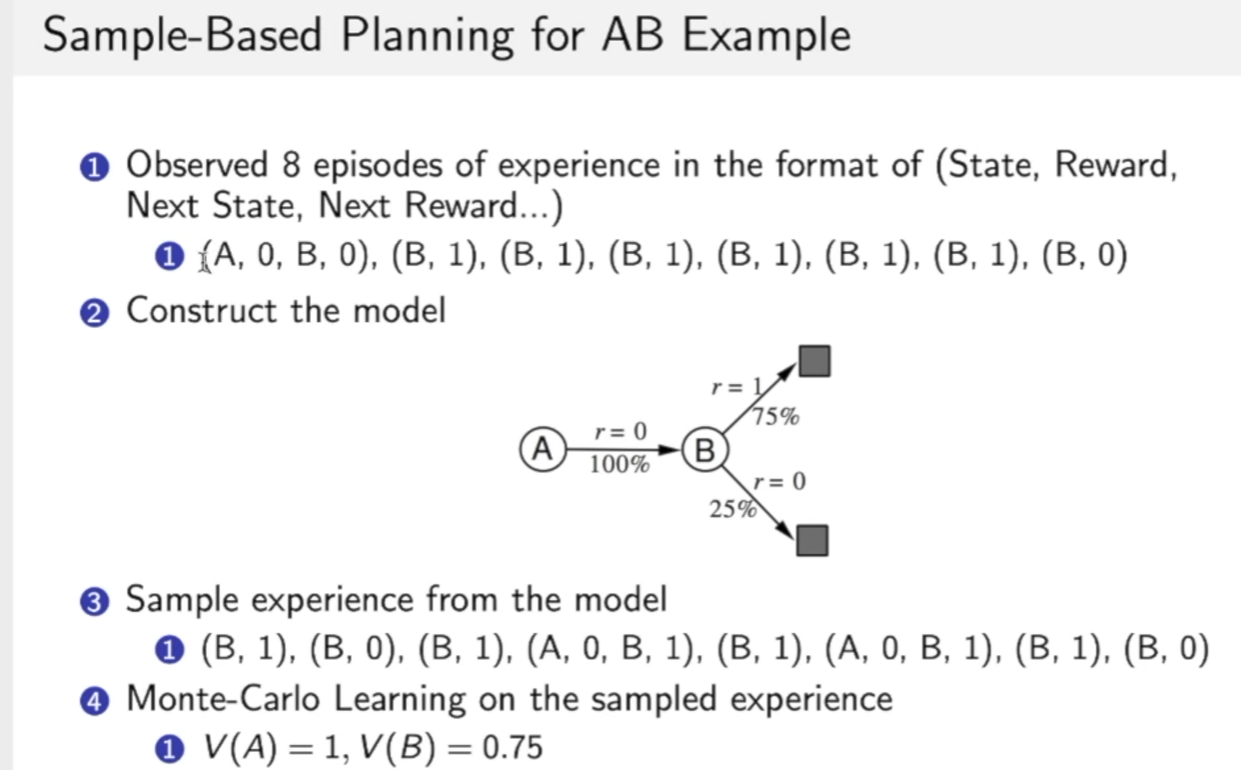 Sample-Based Planning for AB Example
1 Observed 8 episodes of experience in the format of (State, Reward,
Next State, Next Reward...)
1 (A, 0, B, 0), (B, 1), (B, 1), (B, 1), (B, 1), (B, 1), (B, 1), (B, 0)
2 Construct the model
r = 1
75%
A
r = 0
100%
B
r = 0
25%
3 Sample experience from the model
1 (B, 1), (B, 0), (B, 1), (A, 0, B, 1), (B, 1), (A, 0, B, 1), (B, 1), (B, 0)
4 Monte-Carlo Learning on the sampled experience
1 V(A) = 1, V(B) = 0.75